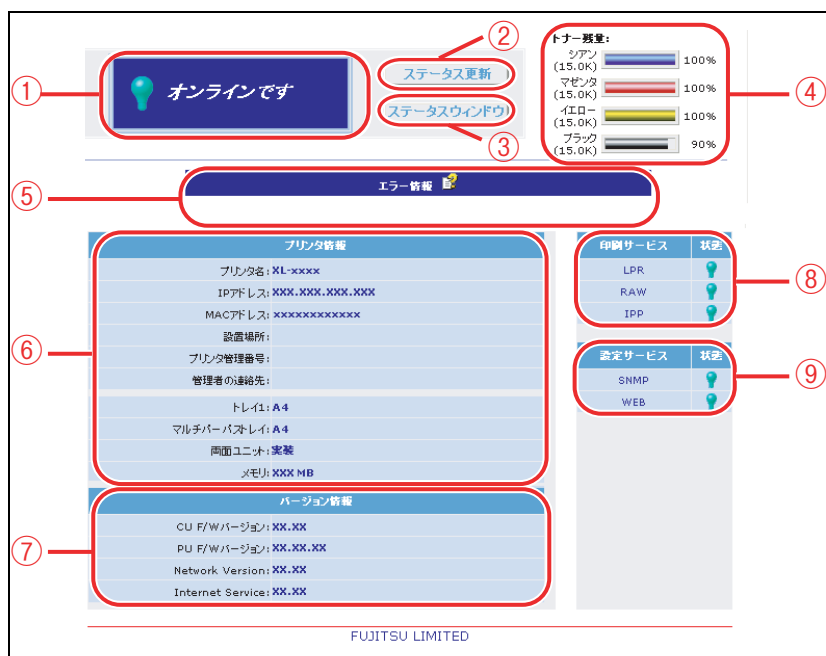 ①
オンラインです
②
ステータス更新
ステータスウィンドウ
③
トナー残量:
シアン
(15.0K)
100%
マゼンタ
(15.0K)
100%
イエロー
(15.0K)
100%
ブラック
(15.0K)
90%
④
⑤
エラー情報
⑥
プリンタ情報
プリンタ名: XL-xxxx
IPアドレス: XXX.XXX.XXX.XXX
MACアドレス: xxxxxxxxxxxx
設置場所:
プリンタ管理番号:
管理者の連絡先:
トレイ1: A4
マルチパーパストレイ: A4
両面ユニット: 実装
メモリ: XXX MB
⑦
バージョン情報
CU F/Wバージョン: XX.XX
PU F/Wバージョン: XX.XX.XX
Network Version: XX.XX
Internet Service: XX.XX
印刷サービス 状態
LPR
RAW
IPP
⑧
設定サービス 状態
SNMP
WEB
⑨
FUJITSU LIMITED